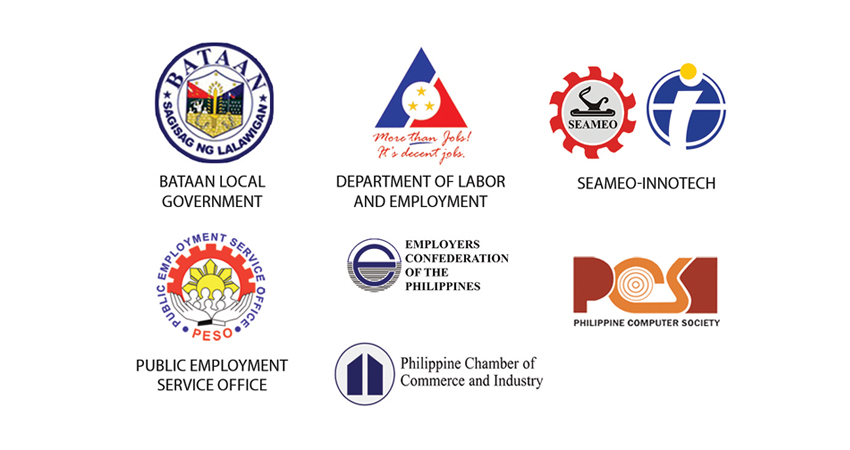 BATAAN
SAGISAG NG LALAWIGAN
BATAAN LOCAL
GOVERNMENT
More than Jobs!
It's decent jobs.
DEPARTMENT OF LABOR
AND EMPLOYMENT
SEAMEO
i
SEAMEO-INNOTECH
PUBLIC EMPLOYMENT SERVICE OFFICE
PESO
PUBLIC EMPLOYMENT
SERVICE OFFICE
e
EMPLOYERS
CONFEDERATION
OF THE
PHILIPPINES
Philippine Chamber of
Commerce and Industry
PCS
PHILIPPINE COMPUTER SOCIETY